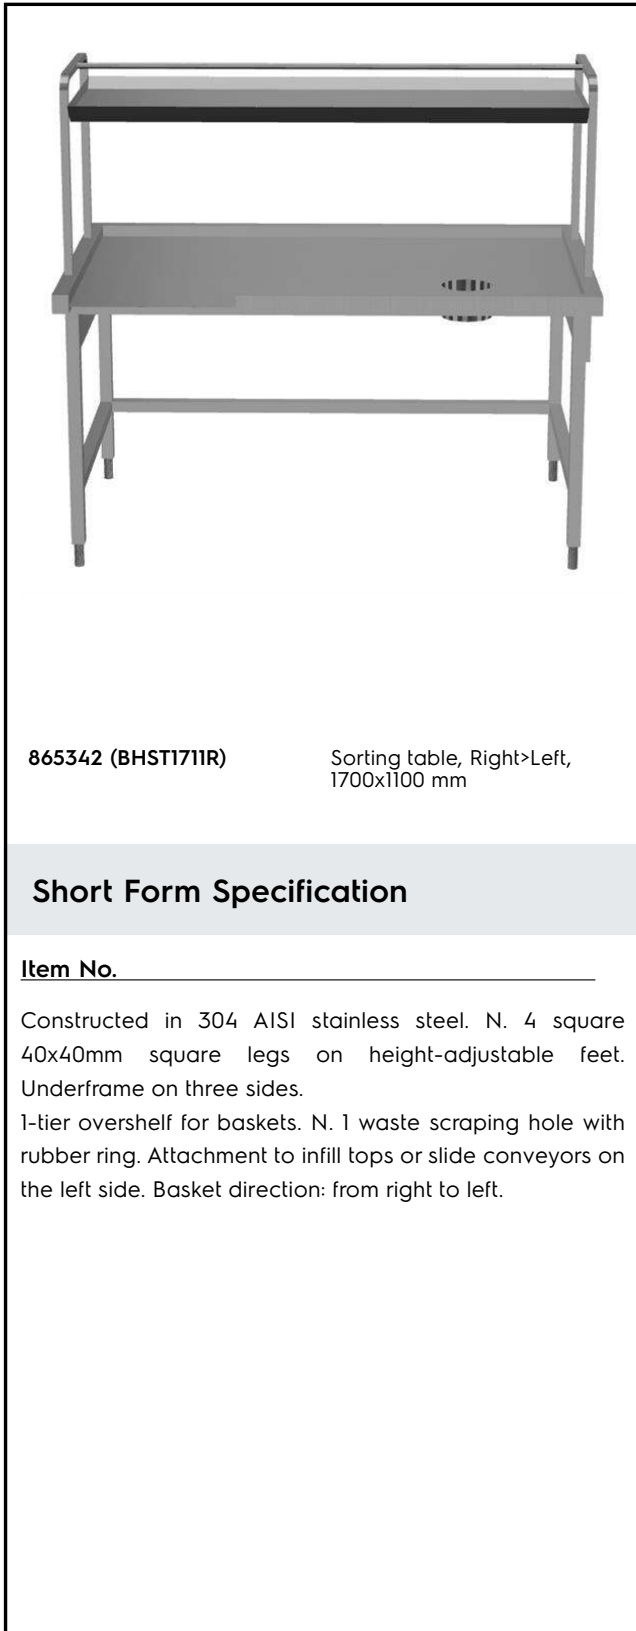 865342 (BHST1711R)
Sorting table, Right>Left,
1700x1100 mm
Short Form Specification
Item No.
Constructed in 304 AISI stainless steel. N. 4 square
40x40mm square legs on height-adjustable feet.
Underframe on three sides.
1-tier overshelf for baskets. N. 1 waste scraping hole with
rubber ring. Attachment to infill tops or slide conveyors on
the left side. Basket direction: from right to left.